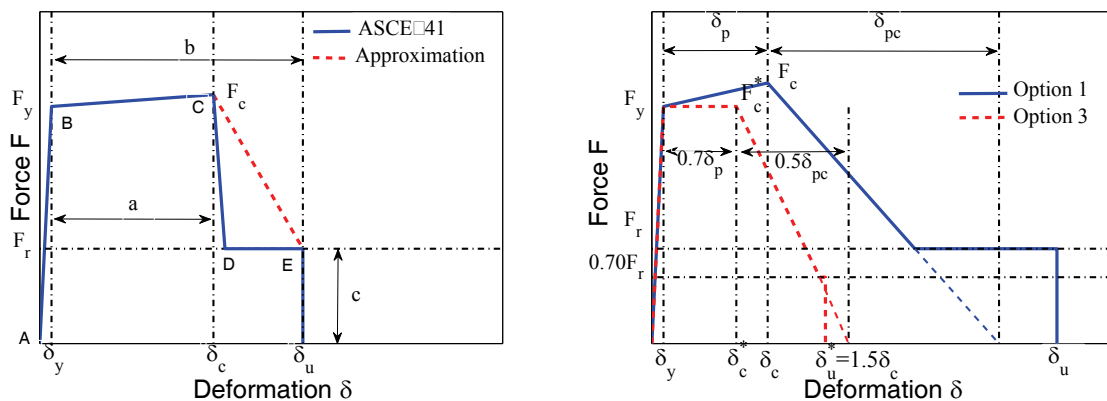 ASCE□41
Approximation
b
F_y
B
C
F_c
a
F_r
D
E
c
A
δ_y
δ_c
δ_u
Force F
Deformation δ
δ_p
δ_pc
F_c^*
F_c
Option 1
Option 3
F_y
0.7δ_p
0.5δ_pc
F_r
0.70F_r
δ_y
δ_c^*
δ_c
δ_u^*=1.5δ_c
δ_u
Force F
Deformation δ